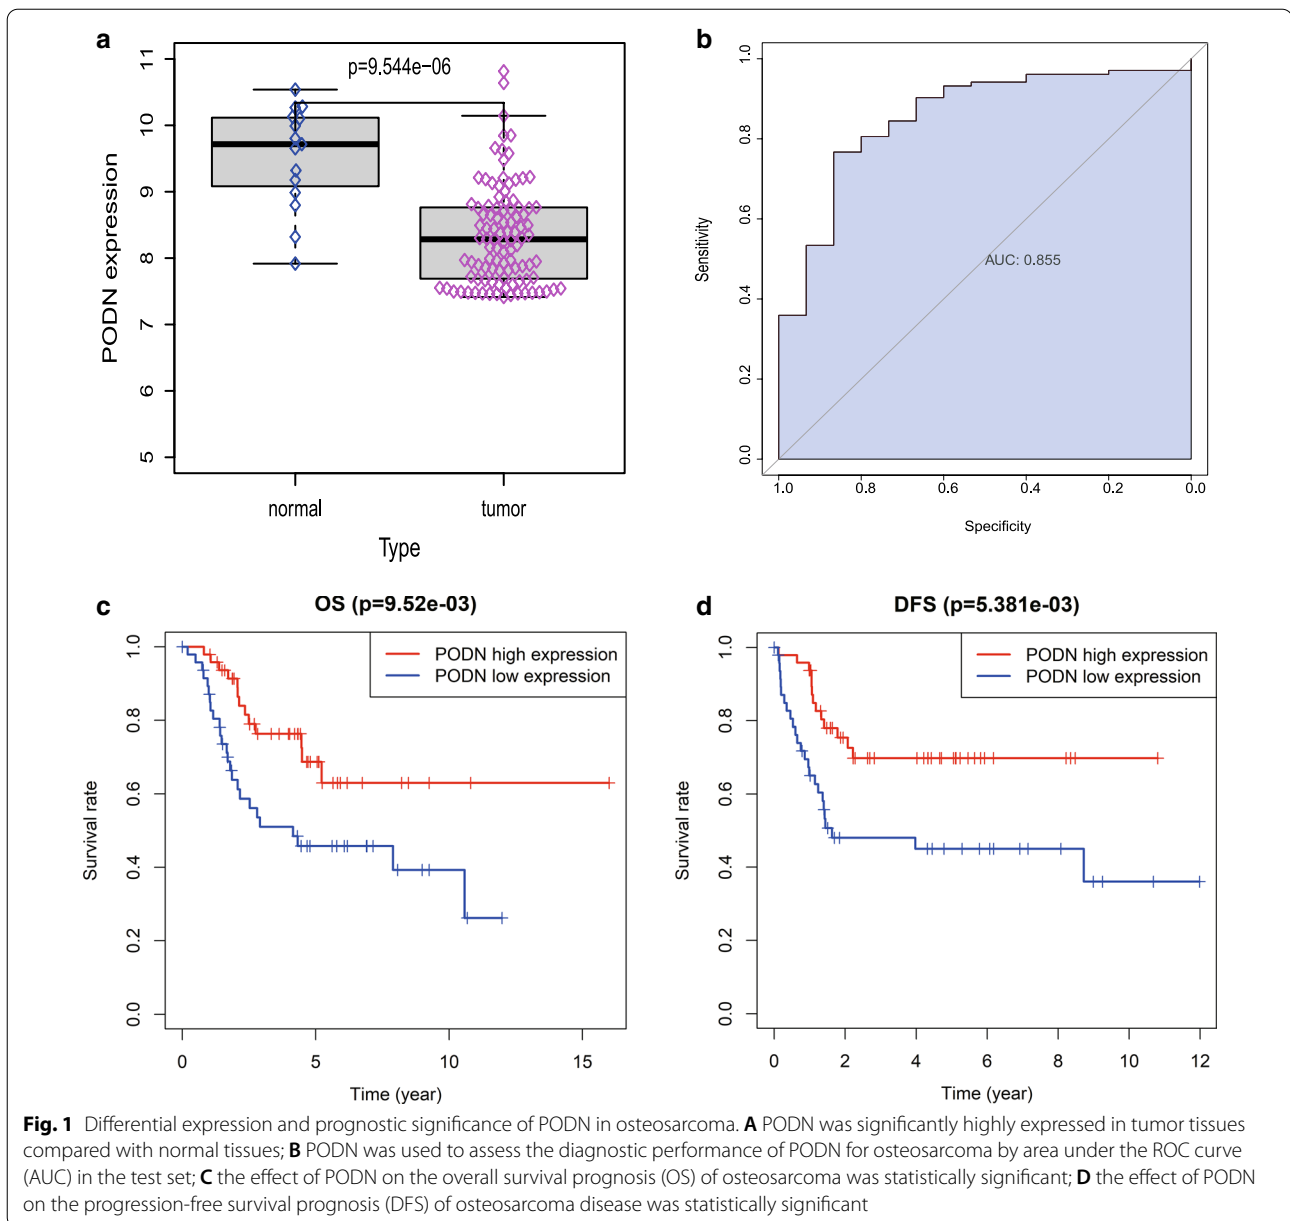 a
p=9.544e-06
11
10
9
8
7
6
5
PODN expression
normal
tumor
Type
b
1.0
0.8
0.6
0.4
0.2
0.0
Sensitivity
AUC: 0.855
1.0
0.8
0.6
0.4
0.2
0.0
Specificity
c
OS (p=9.52e-03)
PODN high expression
PODN low expression
1.0
0.8
0.6
0.4
0.2
0.0
Survival rate
0
5
10
15
Time (year)
d
DFS (p=5.381e-03)
PODN high expression
PODN low expression
1.0
0.8
0.6
0.4
0.2
0.0
Survival rate
0
2
4
6
8
10
12
Time (year)
Fig. 1 Differential expression and prognostic significance of PODN in osteosarcoma. A PODN was significantly highly expressed in tumor tissues
compared with normal tissues; B PODN was used to assess the diagnostic performance of PODN for osteosarcoma by area under the ROC curve
(AUC) in the test set; C the effect of PODN on the overall survival prognosis (OS) of osteosarcoma was statistically significant; D the effect of PODN
on the progression-free survival prognosis (DFS) of osteosarcoma disease was statistically significant